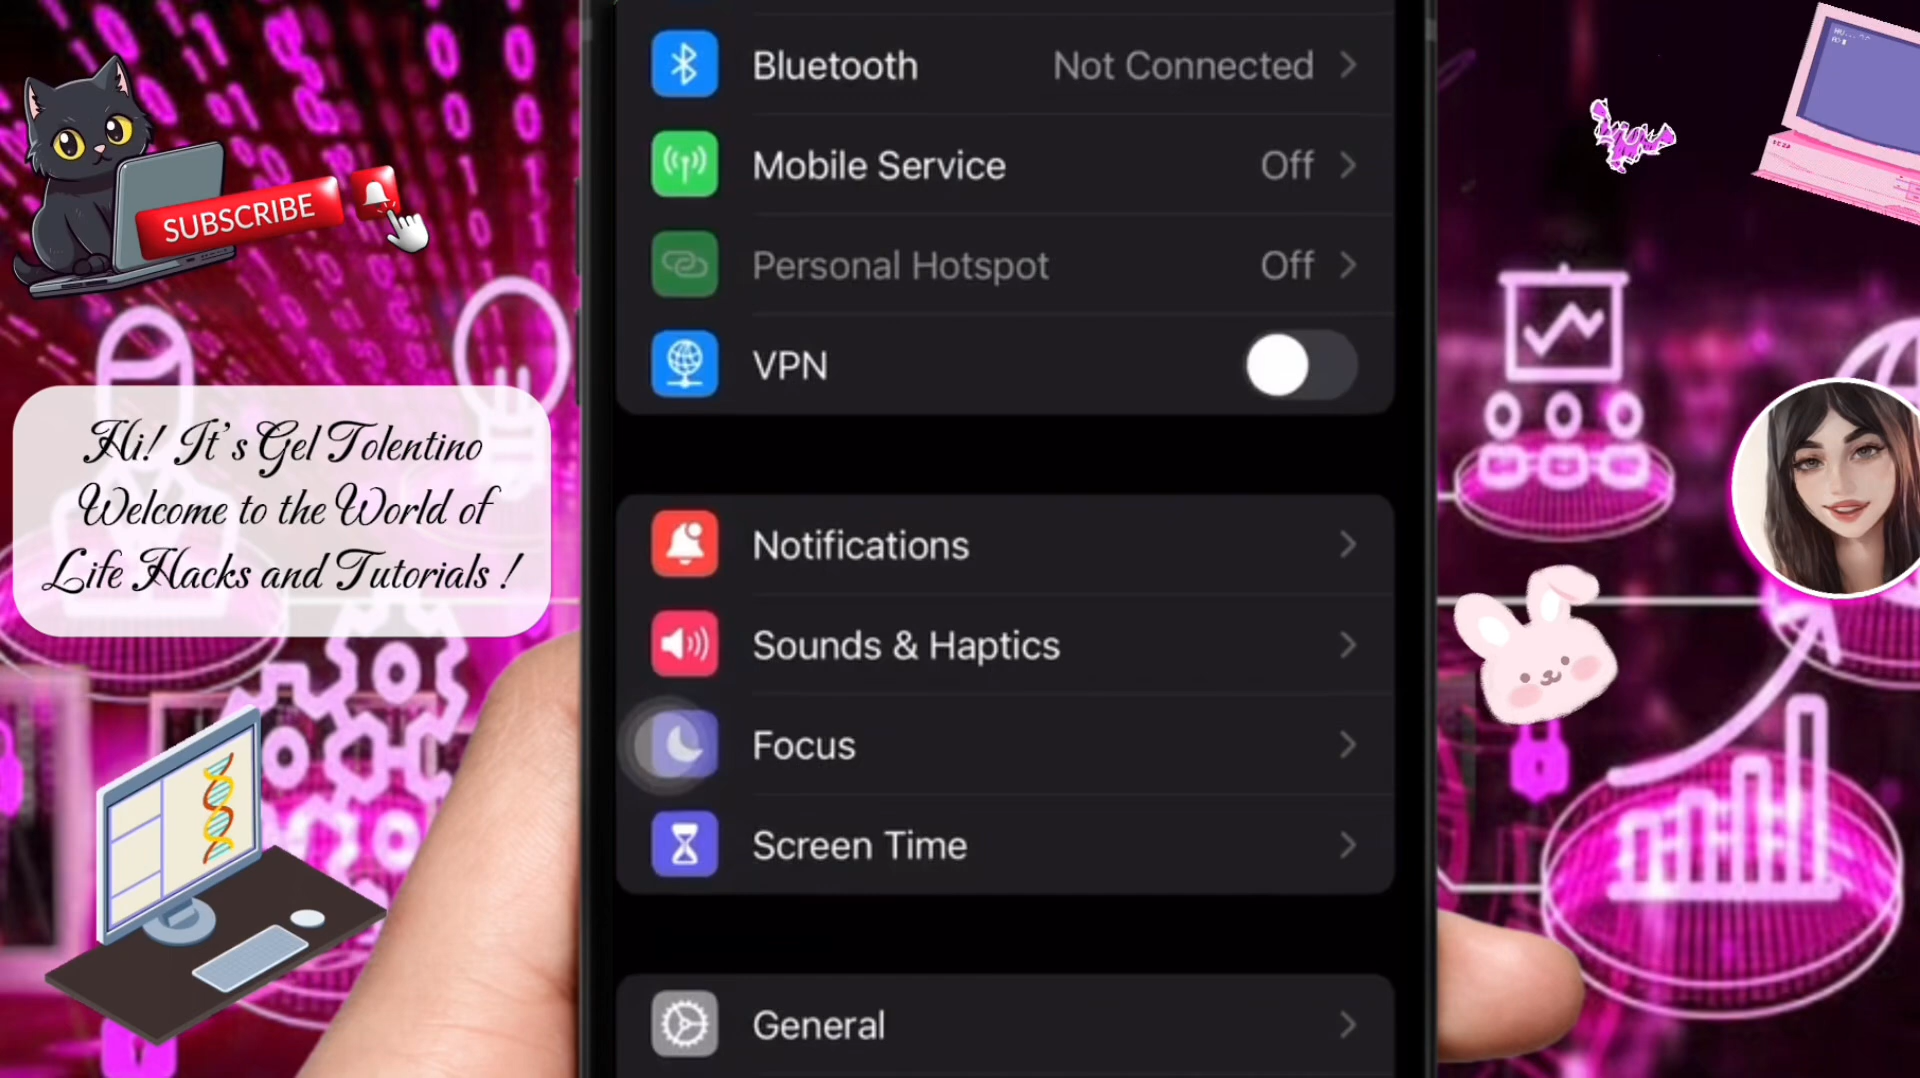 Bluetooth Not Connected
Mobile Service Off
SUBSCRIBE
Personal Hotspot Off
VPN
Hi! It's Gel Tolentino
Welcome to the World of
Life Hacks and Tutorials !
Notifications
Sounds & Haptics
Focus
Screen Time
General